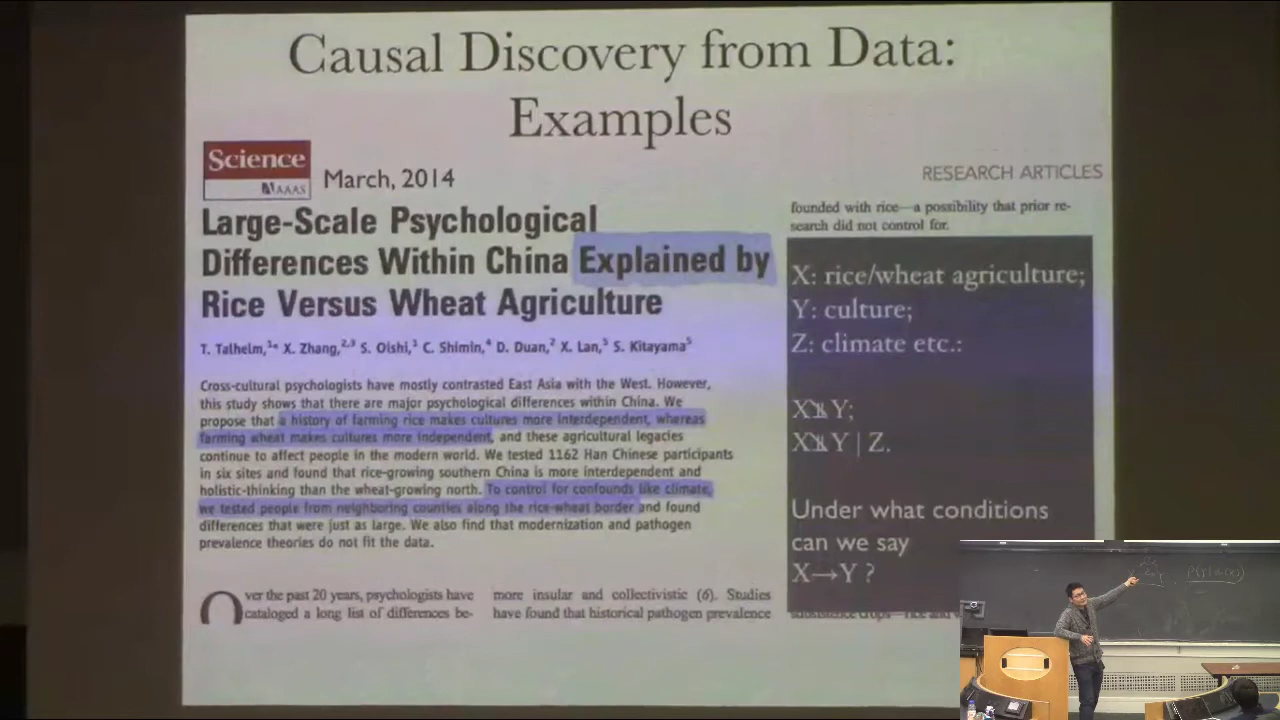 Causal Discovery from Data:
Examples
Science
AAAS
March, 2014
RESEARCH ARTICLES
Large-Scale Psychological
Differences Within China Explained by
Rice Versus Wheat Agriculture
T. Talhelm,¹* X. Zhang,²,³ S. Oishi,¹ C. Shimin,⁴ D. Duan,² X. Lan,⁵ S. Kitayama⁵
Cross-cultural psychologists have mostly contrasted East Asia with the West. However,
this study shows that there are major psychological differences within China. We
propose that a history of farming rice makes cultures more interdependent, whereas
farming wheat makes cultures more independent, and these agricultural legacies
continue to affect people in the modern world. We tested 1162 Han Chinese participants
in six sites and found that rice-growing southern China is more interdependent and
holistic-thinking than the wheat-growing north. To control for confounds like climate,
we tested people from neighboring counties along the rice-wheat border and found
differences that were just as large. We also find that modernization and pathogen
prevalence theories do not fit the data.
Over the past 20 years, psychologists have
cataloged a long list of differences be-
more insular and collectivistic (6). Studies
have found that historical pathogen prevalence
founded with rice—a possibility that prior re-
search did not control for.
X: rice/wheat agriculture;
Y: culture;
Z: climate etc.:
X⫫̸Y;
X⫫̸Y | Z.
Under what conditions
can we say
X→Y ?